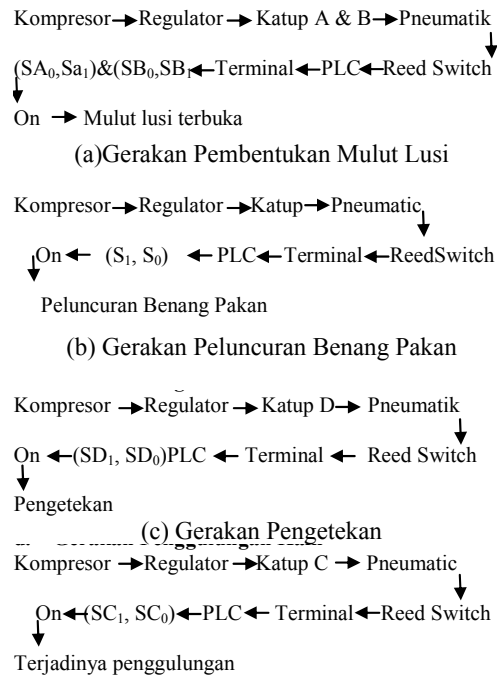 Kompresor → Regulator → Katup A & B → Pneumatik
(SA₀,Sa₁)&(SB₀,SB₁ ← Terminal ← PLC ← Reed Switch
On → Mulut lusi terbuka
(a)Gerakan Pembentukan Mulut Lusi
Kompresor → Regulator → Katup → Pneumatic
On ← (S₁, S₀) ← PLC ← Terminal ← ReedSwitch
Peluncuran Benang Pakan
(b) Gerakan Peluncuran Benang Pakan
Kompresor → Regulator → Katup D → Pneumatik
On ← (SD₁, SD₀)PLC ← Terminal ← Reed Switch
Pengetekan
(c) Gerakan Pengetekan
Kompresor → Regulator → Katup C → Pneumatic
On ← (SC₁, SC₀) ← PLC ← Terminal ← Reed Switch
Terjadinya penggulungan